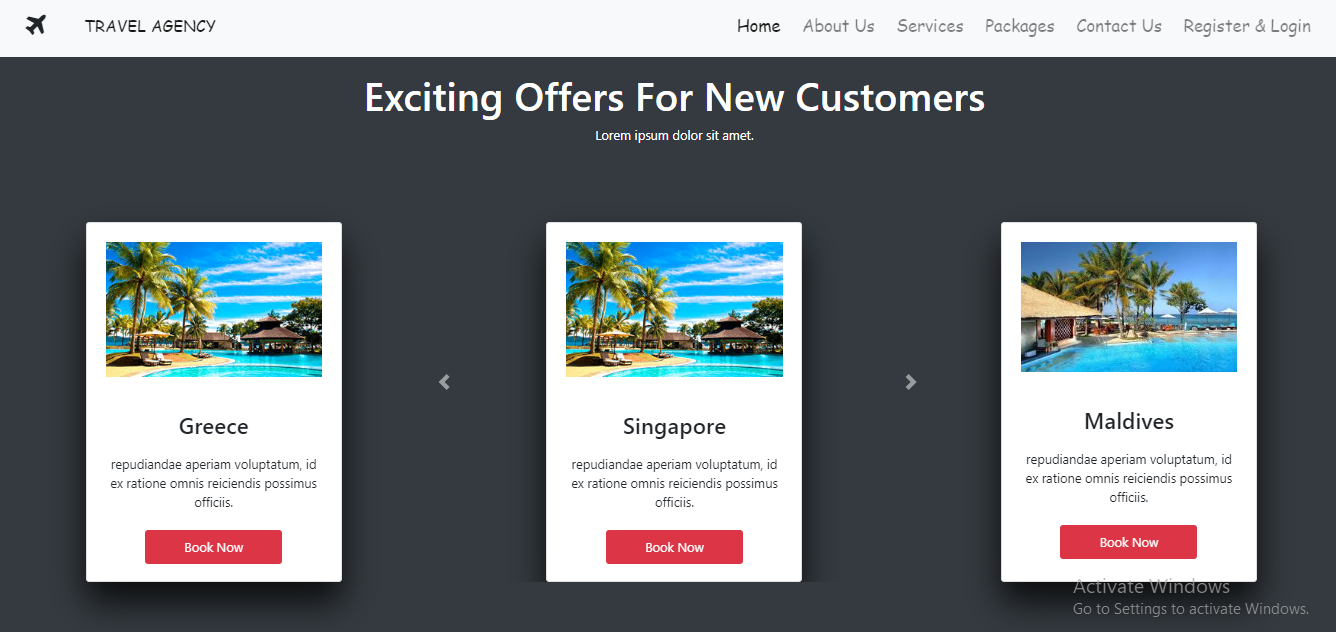 TRAVEL AGENCY
Home About Us Services Packages Contact Us Register & Login
Exciting Offers For New Customers
Lorem ipsum dolor sit amet.
Greece
repudiandae aperiam voluptatum, id
ex ratione omnis reiciendis possimus
officiis.
Book Now
Singapore
repudiandae aperiam voluptatum, id
ex ratione omnis reiciendis possimus
officiis.
Book Now
Maldives
repudiandae aperiam voluptatum, id
ex ratione omnis reiciendis possimus
officiis.
Book Now
Activate Windows
Go to Settings to activate Windows.